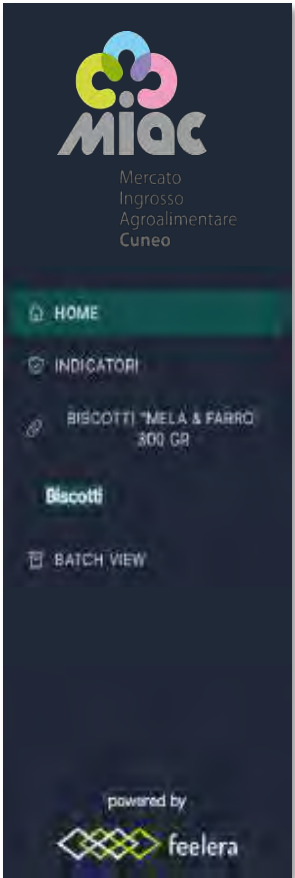 miac
Mercato
Ingrosso
Agroalimentare
Cuneo
HOME
INDICATORI
BISCOTTI "MELA & FARRO
300 GR
Biscotti
BATCH VIEW
powered by
feelera